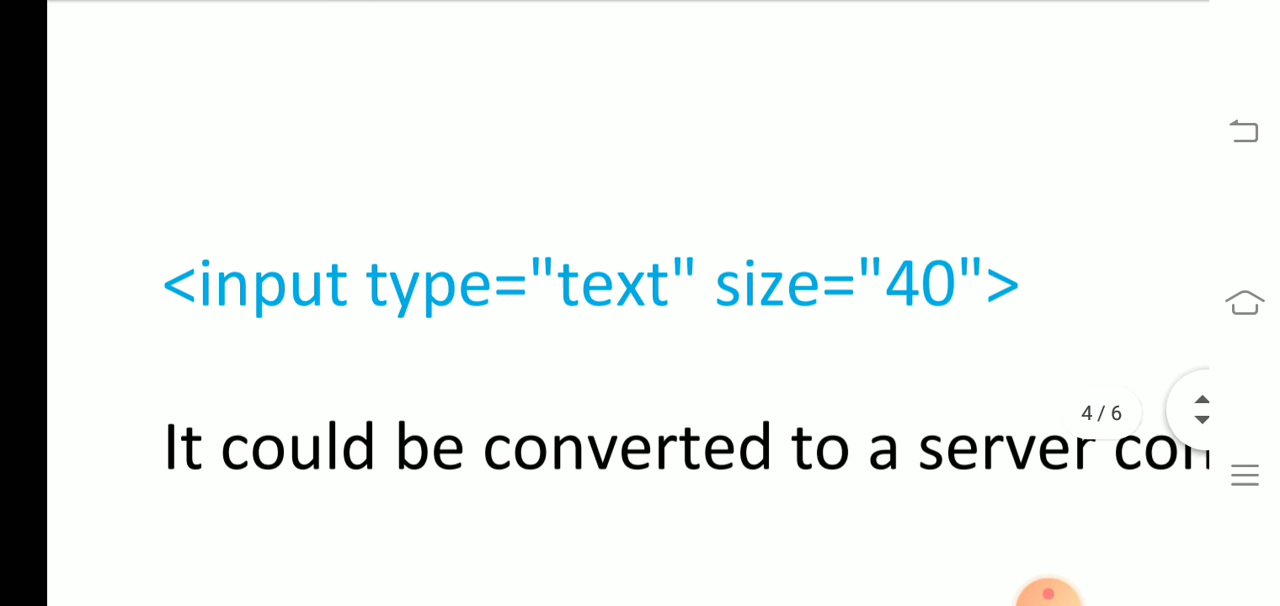 <input type="text" size="40">
4 / 6
It could be converted to a server